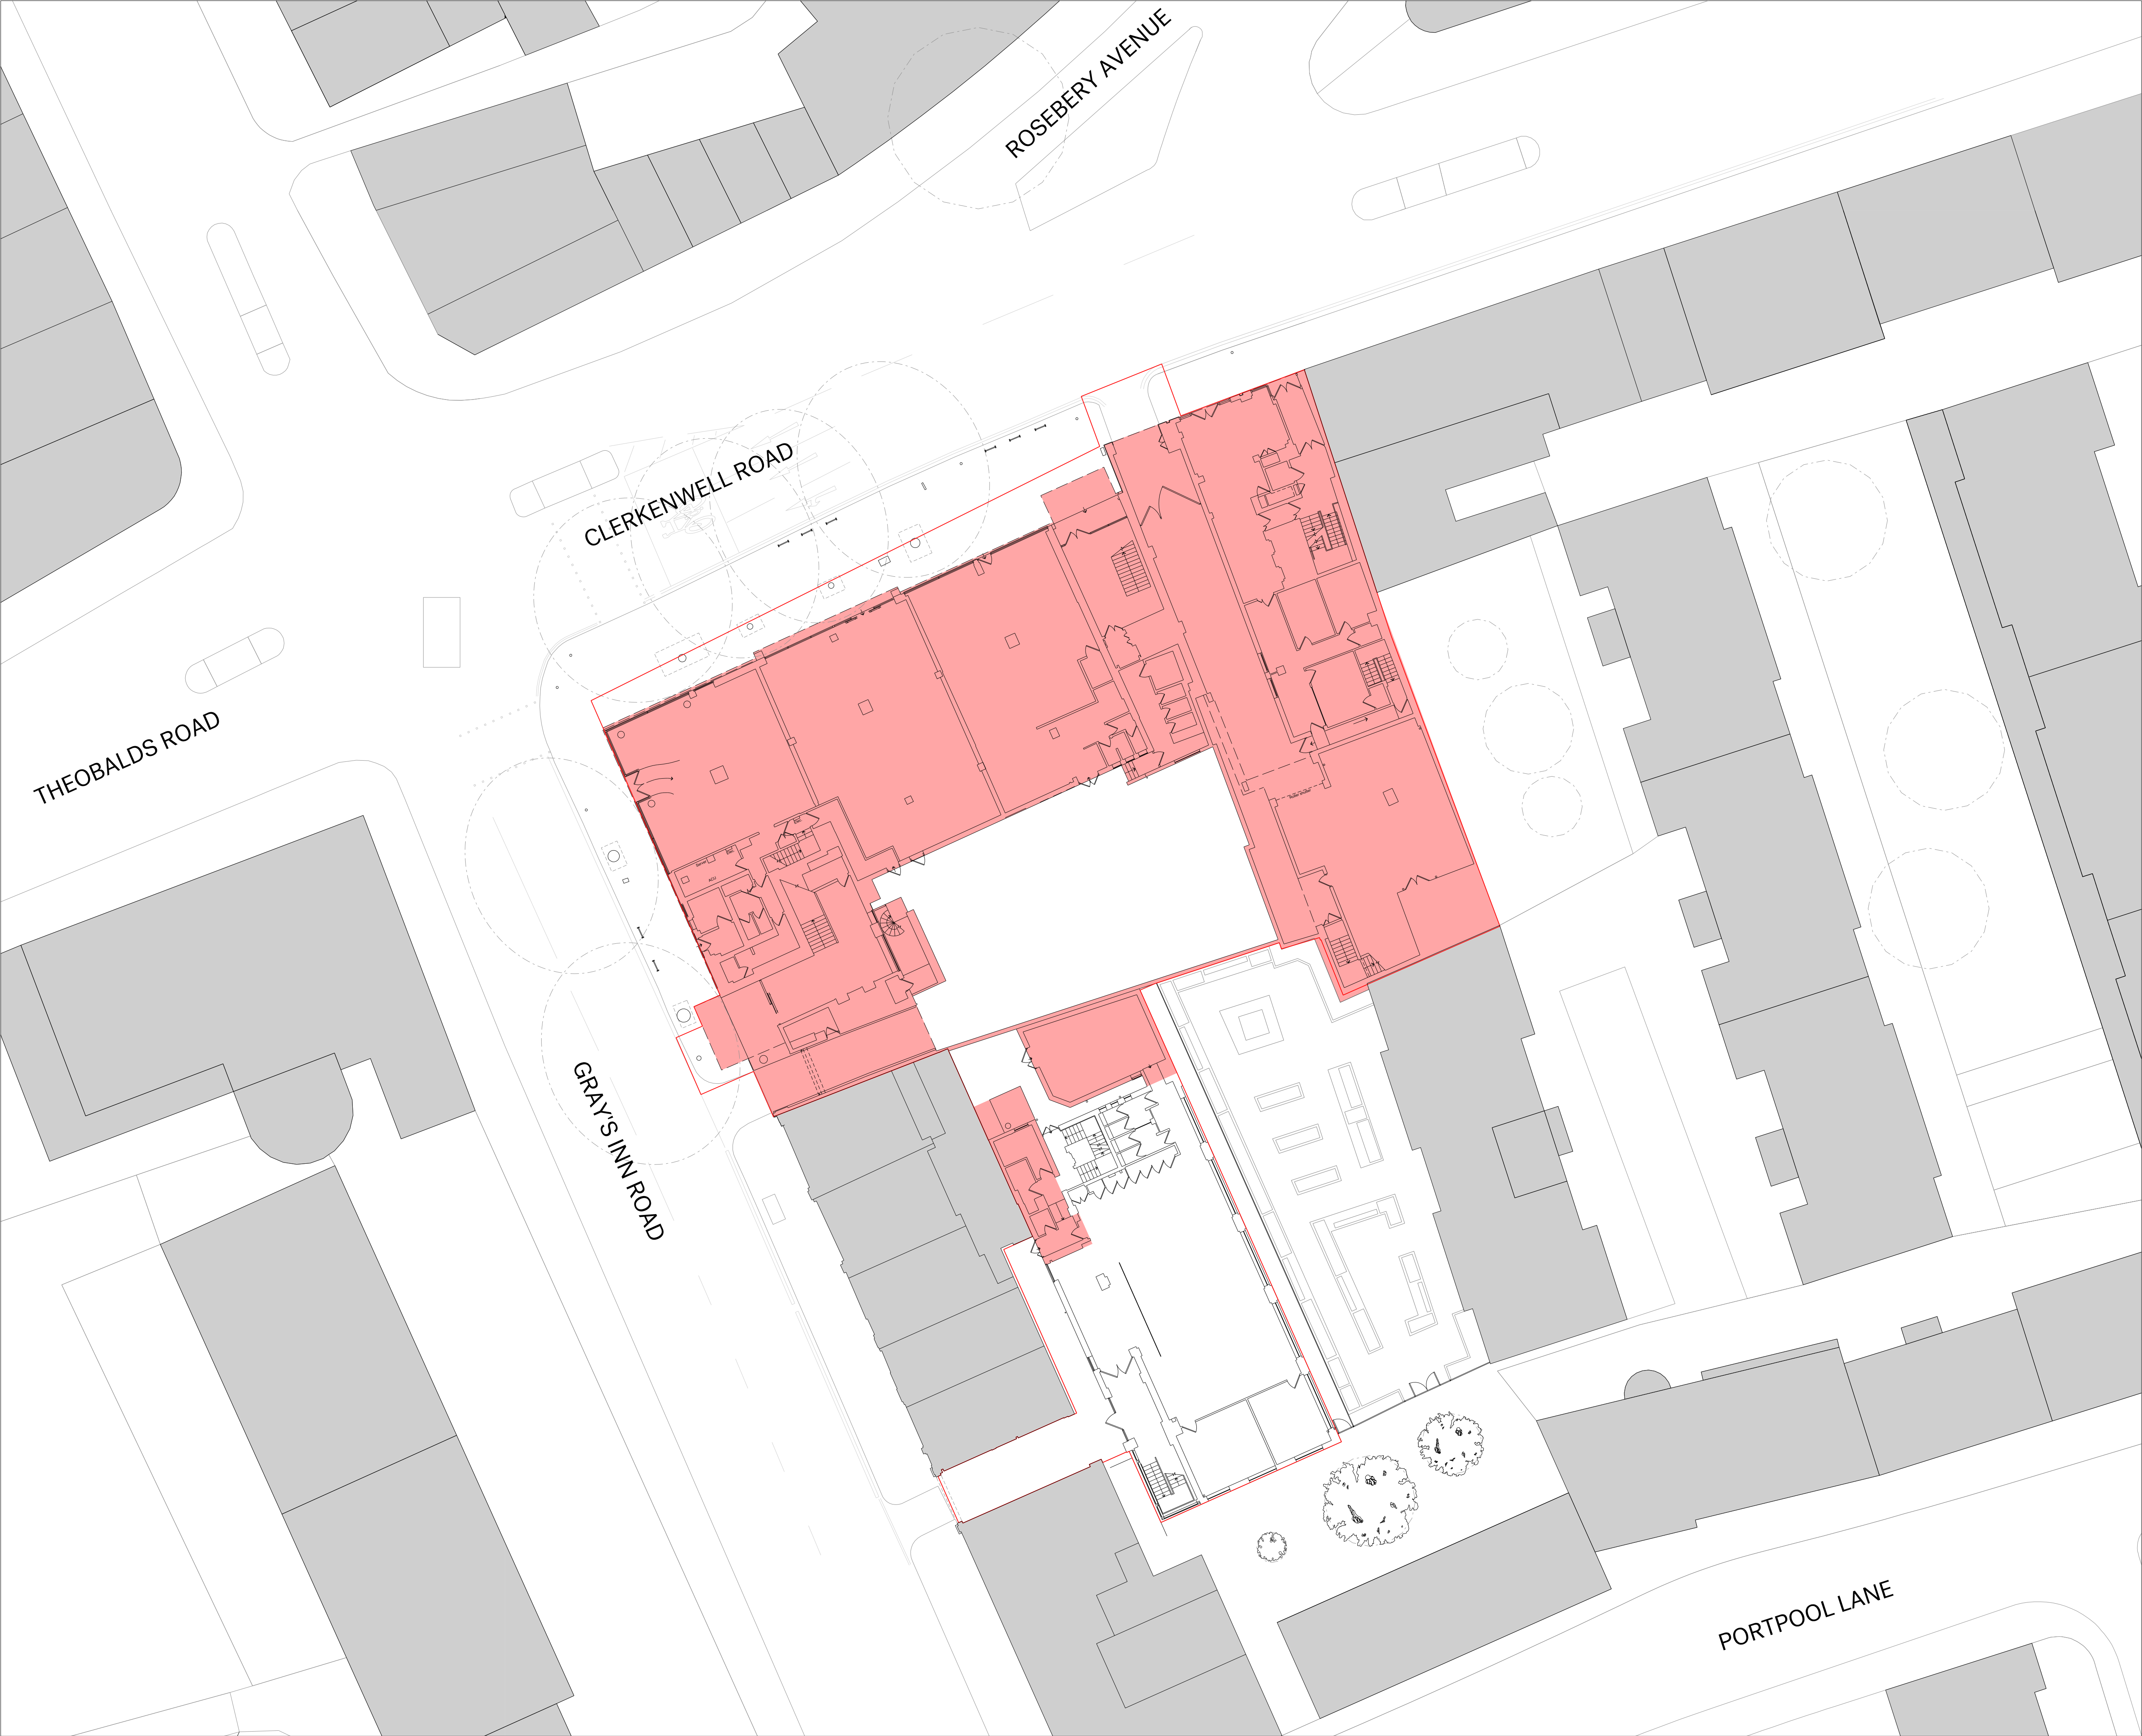 ROSEBERY AVENUE
CLERKENWELL ROAD
THEOBALDS ROAD
GRAY'S INN ROAD
PORTPOOL LANE